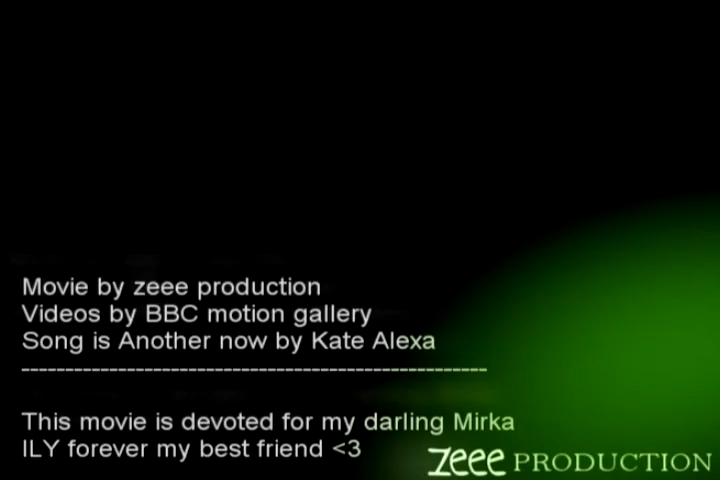 Movie by zeee production
Videos by BBC motion gallery
Song is Another now by Kate Alexa
-----------------------------------------------------
This movie is devoted for my darling Mirka
ILY forever my best friend <3
zeee PRODUCTION